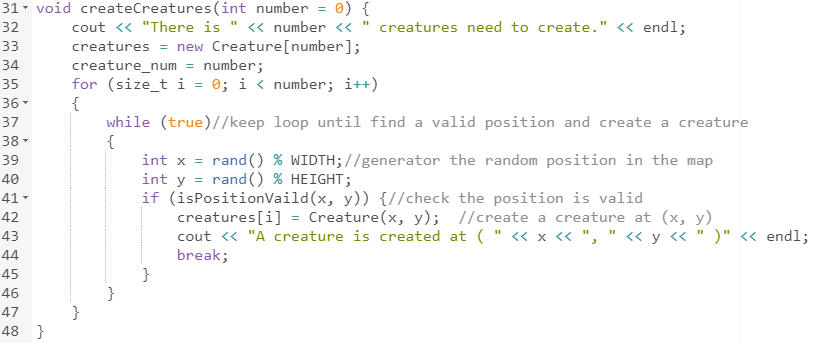 31 void createCreatures(int number = 0) {
32     cout << "There is " << number << " creatures need to create." << endl;
33     creatures = new Creature[number];
34     creature_num = number;
35     for (size_t i = 0; i < number; i++)
36     {
37         while (true)//keep loop until find a valid position and create a creature
38         {
39             int x = rand() % WIDTH;//generator the random position in the map
40             int y = rand() % HEIGHT;
41             if (isPositionVaild(x, y)) {//check the position is valid
42                 creatures[i] = Creature(x, y);  //create a creature at (x, y)
43                 cout << "A creature is created at ( " << x << ", " << y << " )" << endl;
44                 break;
45             }
46         }
47     }
48 }